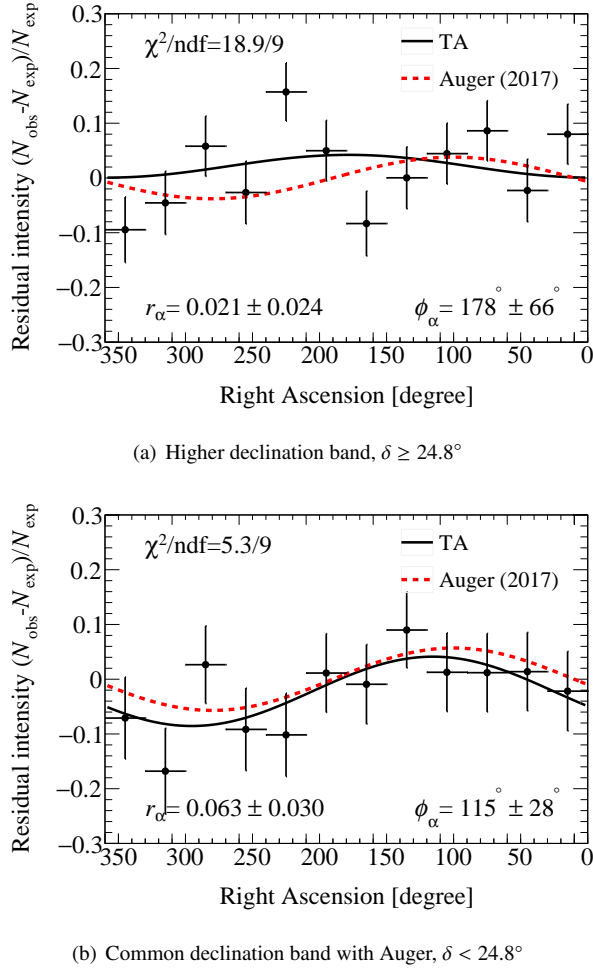 Residual intensity (N_obs-N_exp)/N_exp
0.3
0.2
0.1
0
−0.1
−0.2
−0.3
χ²/ndf=18.9/9
TA
Auger (2017)
r_α = 0.021 ± 0.024
ϕ_α = 178° ± 66°
350 300 250 200 150 100 50 0
Right Ascension [degree]
(a) Higher declination band, δ ≥ 24.8°
Residual intensity (N_obs-N_exp)/N_exp
0.3
0.2
0.1
0
−0.1
−0.2
−0.3
χ²/ndf=5.3/9
TA
Auger (2017)
r_α = 0.063 ± 0.030
ϕ_α = 115° ± 28°
350 300 250 200 150 100 50 0
Right Ascension [degree]
(b) Common declination band with Auger, δ < 24.8°